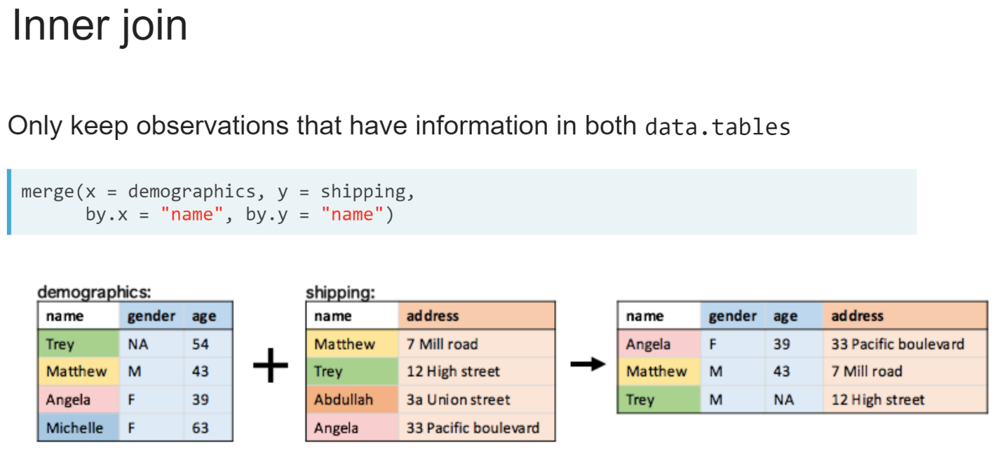 Inner join
Only keep observations that have information in both data.tables
merge(x = demographics, y = shipping,
      by.x = "name", by.y = "name")
demographics:
name gender age
Trey NA 54
Matthew M 43
Angela F 39
Michelle F 63
+
shipping:
name address
Matthew 7 Mill road
Trey 12 High street
Abdullah 3a Union street
Angela 33 Pacific boulevard
name gender age address
Angela F 39 33 Pacific boulevard
Matthew M 43 7 Mill road
Trey M NA 12 High street